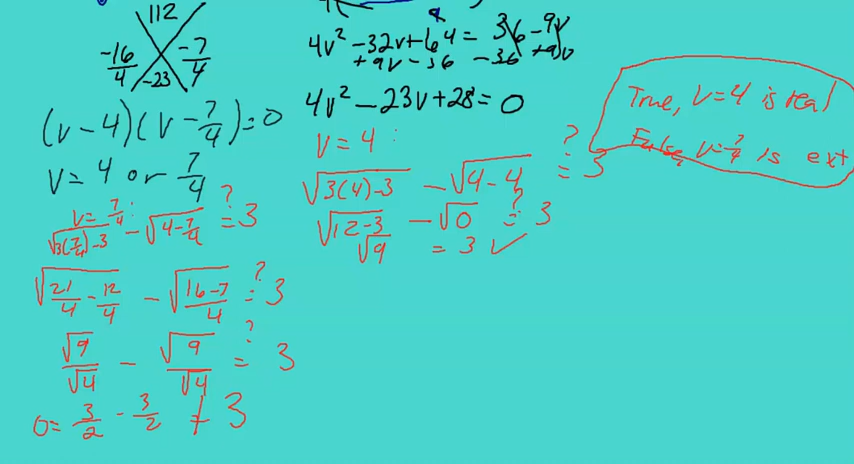 112
-16/4 -7/4
-23
(v-4)(v-7/4)=0
v=4 or 7/4
v=7/4:
√(3(7/4)-3) - √(4-7/4) ?= 3
√(21/4-12/4) - √((16-7)/4) ?= 3
√9/√4 - √9/√4 ?= 3
0= 3/2 - 3/2 ≠ 3
4v²-32v+64= 36-9v
+9v-36 -36 +9v
4v²-23v+28=0
v=4:
√(3(4)-3) - √(4-4) ?= 3
√(12-3) - √0 ?= 3
√9 = 3 ✓
True, v=4 is real
False, v=7/4 is ext